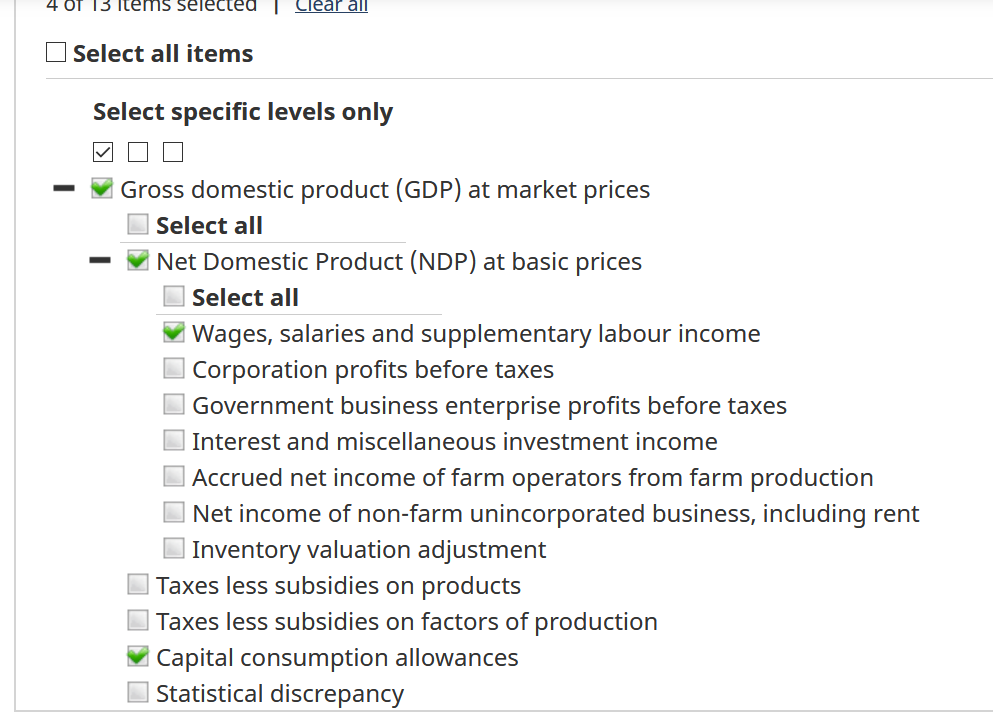 4 of 13 items selected | Clear all
Select all items
Select specific levels only
Gross domestic product (GDP) at market prices
Select all
Net Domestic Product (NDP) at basic prices
Select all
Wages, salaries and supplementary labour income
Corporation profits before taxes
Government business enterprise profits before taxes
Interest and miscellaneous investment income
Accrued net income of farm operators from farm production
Net income of non-farm unincorporated business, including rent
Inventory valuation adjustment
Taxes less subsidies on products
Taxes less subsidies on factors of production
Capital consumption allowances
Statistical discrepancy